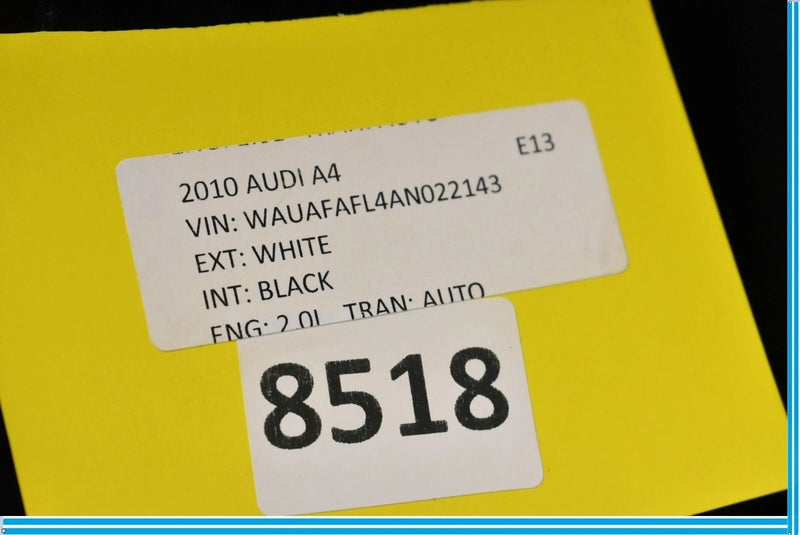 2010 AUDI A4 E13
VIN: WAUAFAFL4AN022143
EXT: WHITE
INT: BLACK
ENG: 2.0L TRAN: AUTO
8518